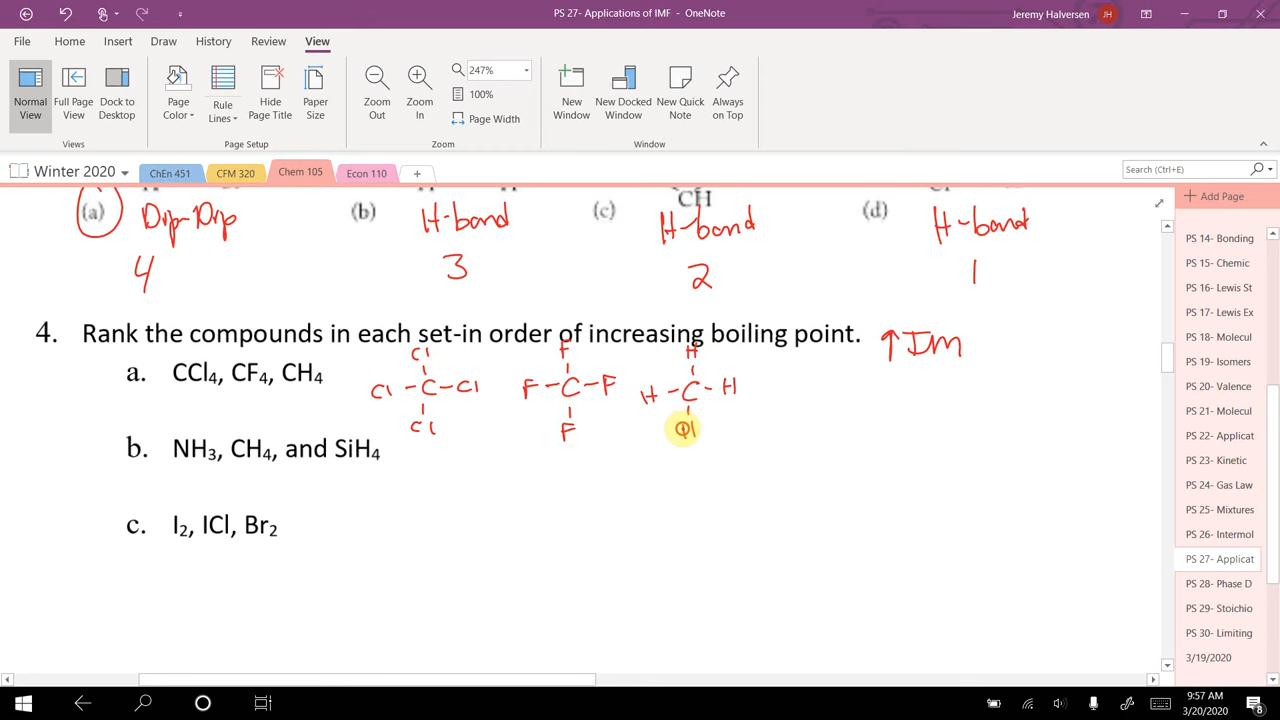 PS 27- Applications of IMF - OneNote
Jeremy Halversen JH
File Home Insert Draw History Review View
Normal View
Full Page View
Dock to Desktop
Page Color
Rule Lines
Hide Page Title
Paper Size
Zoom Out
Zoom In
247%
100%
Page Width
New Window
New Docked Window
New Quick Note
Always on Top
Views
Page Setup
Zoom
Window
Winter 2020
ChEn 451
CFM 320
Chem 105
Econ 110
+
Search (Ctrl+E)
Add Page
CH
(a) Dip-Dip (b) H-bond (c) H-bond (d) H-bond
4 3 2 1
4. Rank the compounds in each set-in order of increasing boiling point. ↑ IM
a. CCl4, CF4, CH4
Cl F H
Cl - C - Cl F - C - F H - C - H
Cl F
b. NH3, CH4, and SiH4
c. I2, ICl, Br2
PS 14- Bonding
PS 15- Chemic
PS 16- Lewis St
PS 17- Lewis Ex
PS 18- Molecul
PS 19- Isomers
PS 20- Valence
PS 21- Molecul
PS 22- Applicat
PS 23- Kinetic
PS 24- Gas Law
PS 25- Mixtures
PS 26- Intermol
PS 27- Applicat
PS 28- Phase D
PS 29- Stoichio
PS 30- Limiting
3/19/2020
9:57 AM
3/20/2020
8